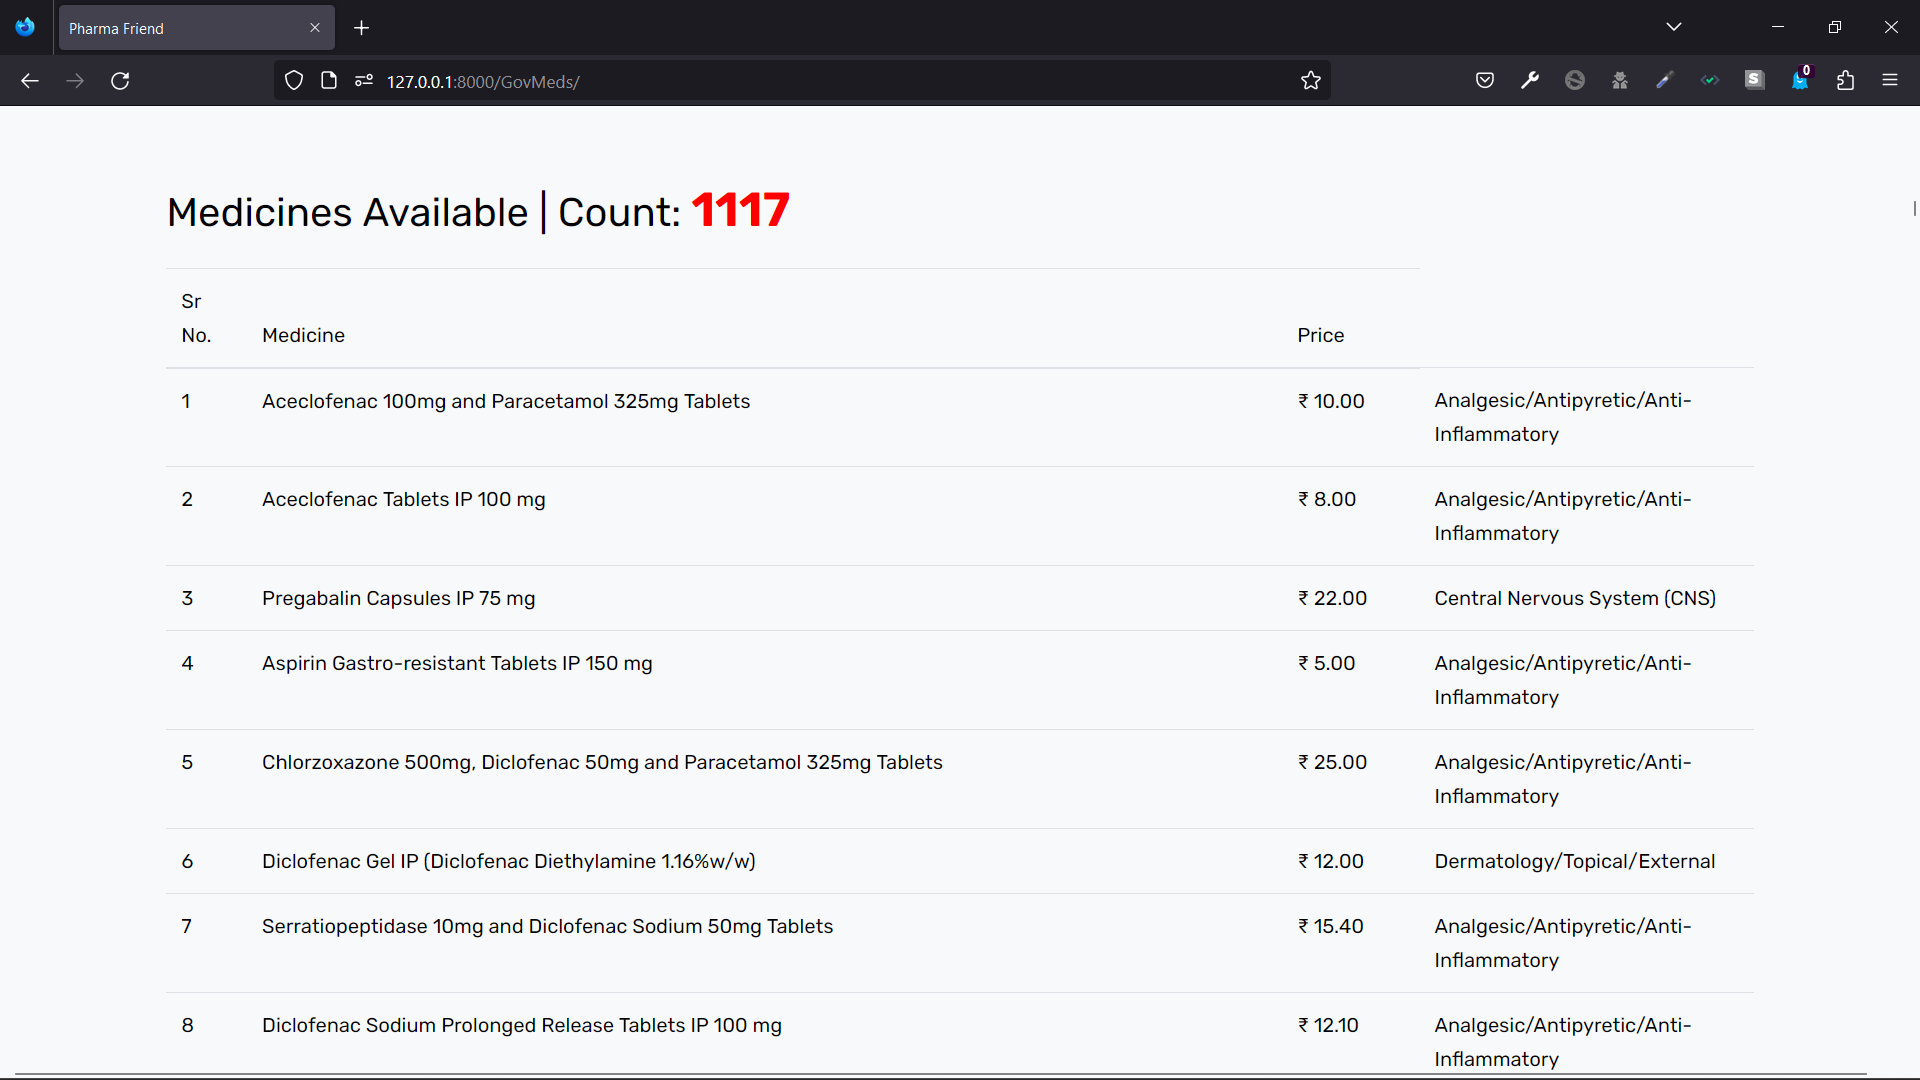 Pharma Friend
127.0.0.1:8000/GovMeds/
S
0
Medicines Available | Count: 1117
Sr
No. Medicine Price
1 Aceclofenac 100mg and Paracetamol 325mg Tablets ₹ 10.00 Analgesic/Antipyretic/Anti-
Inflammatory
2 Aceclofenac Tablets IP 100 mg ₹ 8.00 Analgesic/Antipyretic/Anti-
Inflammatory
3 Pregabalin Capsules IP 75 mg ₹ 22.00 Central Nervous System (CNS)
4 Aspirin Gastro-resistant Tablets IP 150 mg ₹ 5.00 Analgesic/Antipyretic/Anti-
Inflammatory
5 Chlorzoxazone 500mg, Diclofenac 50mg and Paracetamol 325mg Tablets ₹ 25.00 Analgesic/Antipyretic/Anti-
Inflammatory
6 Diclofenac Gel IP (Diclofenac Diethylamine 1.16%w/w) ₹ 12.00 Dermatology/Topical/External
7 Serratiopeptidase 10mg and Diclofenac Sodium 50mg Tablets ₹ 15.40 Analgesic/Antipyretic/Anti-
Inflammatory
8 Diclofenac Sodium Prolonged Release Tablets IP 100 mg ₹ 12.10 Analgesic/Antipyretic/Anti-
Inflammatory